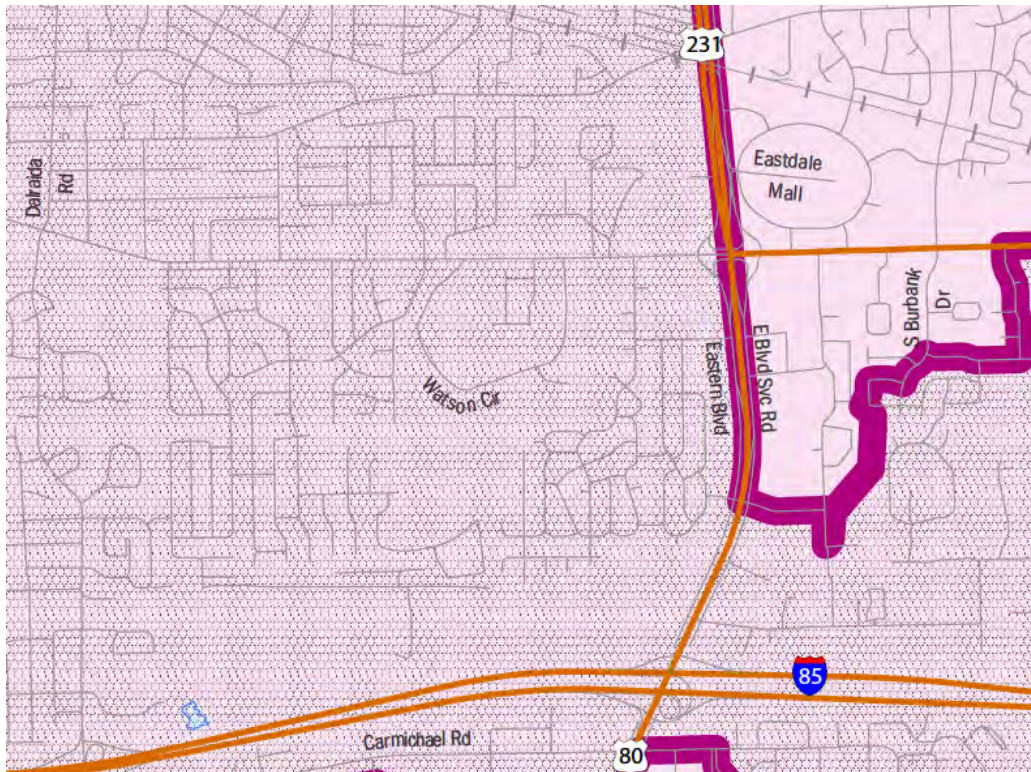 231
Eastdale
Mall
Dalraida
Rd
S Burbank
Dr
E Blvd Svc Rd
Eastern Blvd
Watson Cir
85
Carmichael Rd
80